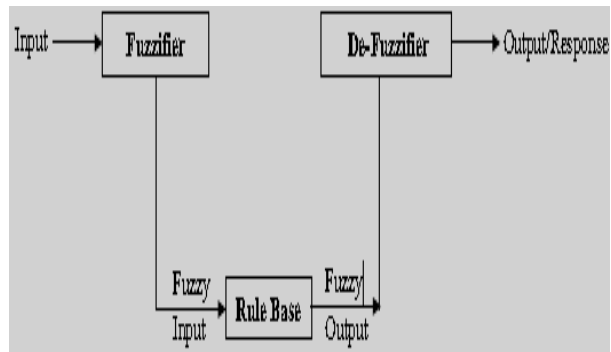 Input
Fuzzifier
De-Fuzzifier
Output/Response
Fuzzy
Input
Rule Base
Fuzzy
Output